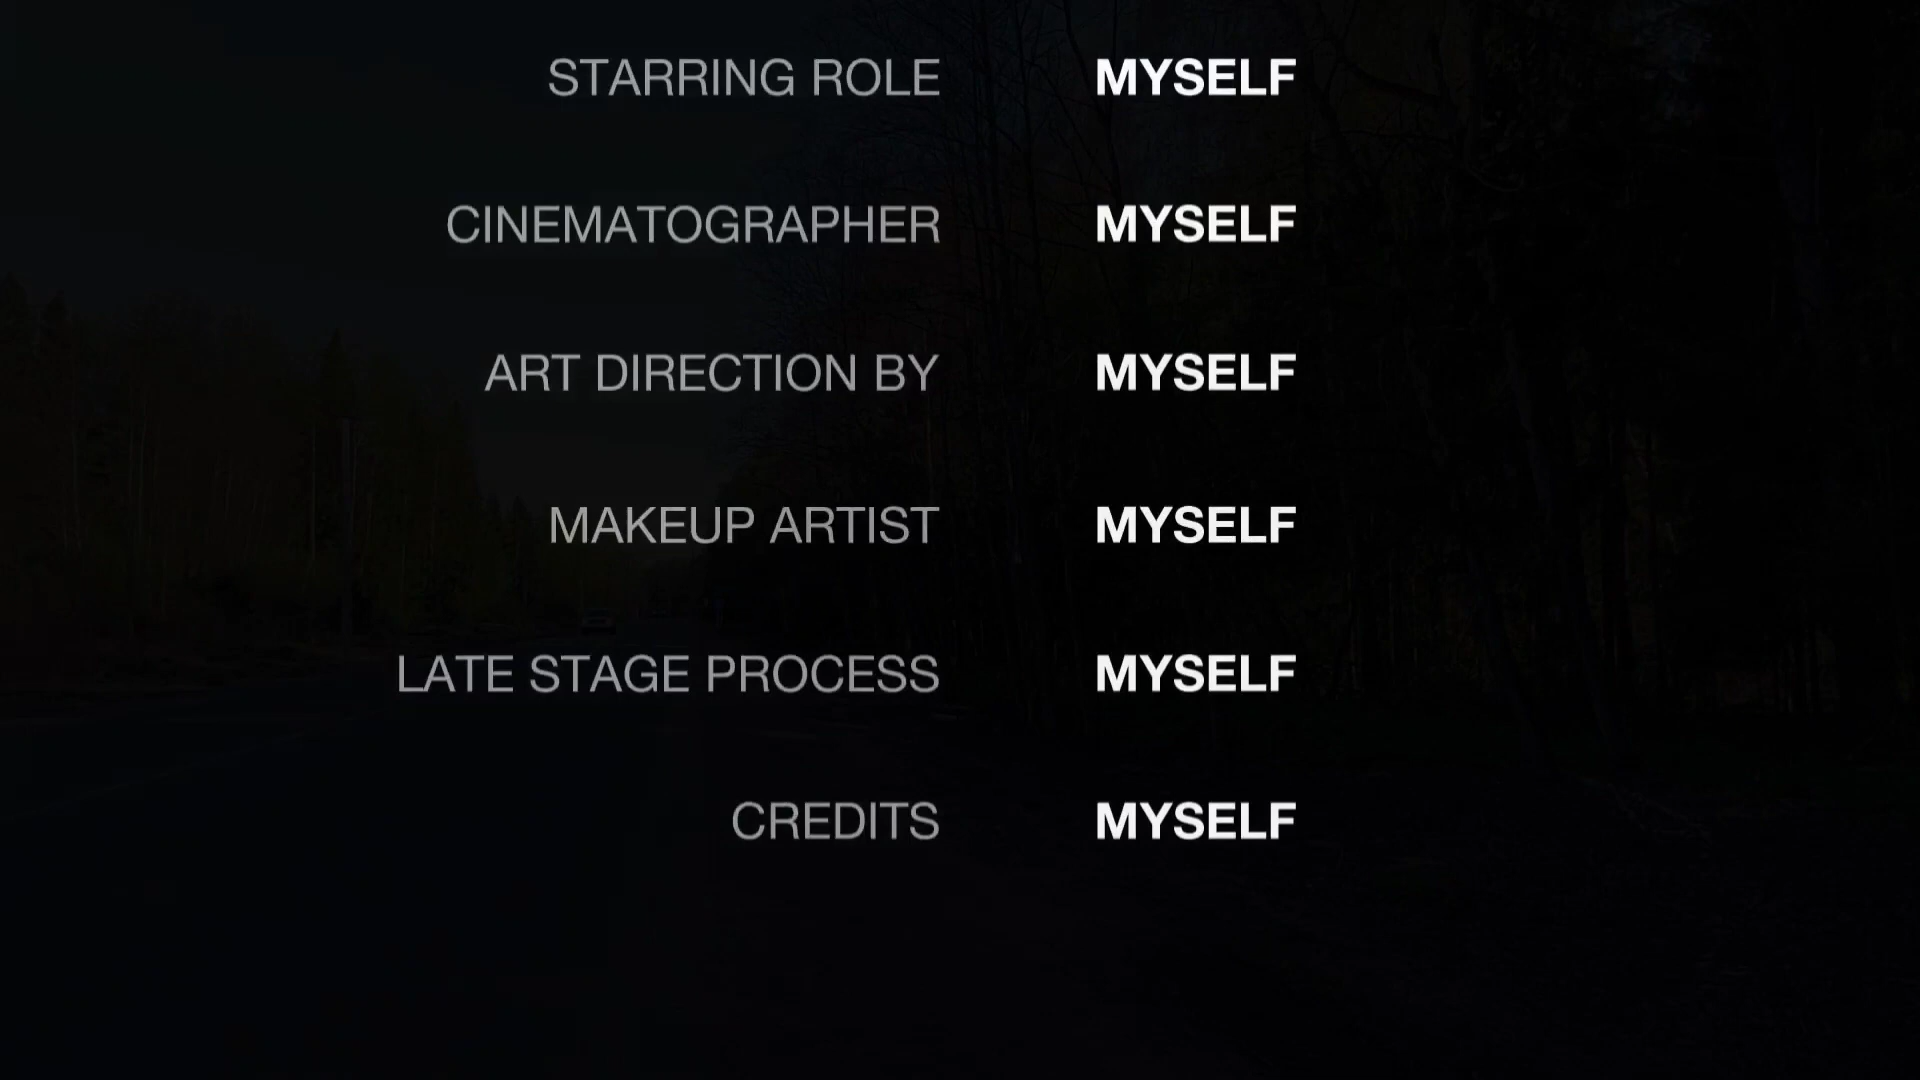 STARRING ROLE MYSELF
CINEMATOGRAPHER MYSELF
ART DIRECTION BY MYSELF
MAKEUP ARTIST MYSELF
LATE STAGE PROCESS MYSELF
CREDITS MYSELF